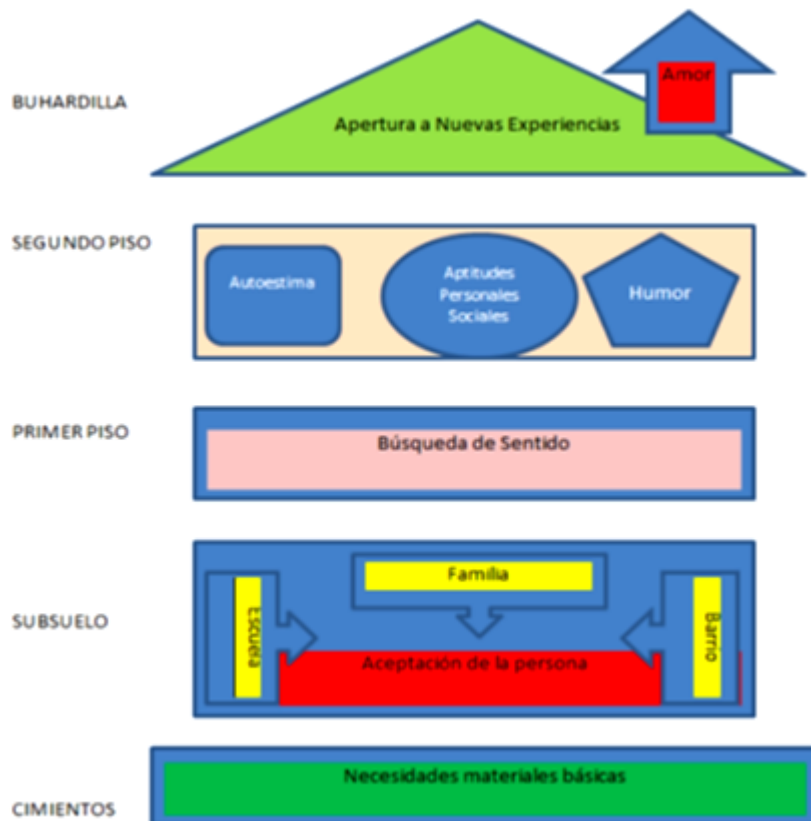 BUHARDILLA
Amor
Apertura a Nuevas Experiencias
SEGUNDO PISO
Autoestima
Aptitudes
Personales
Sociales
Humor
PRIMER PISO
Búsqueda de Sentido
SUBSUELO
Familia
Escuela
Barrio
Aceptación de la persona
Necesidades materiales básicas
CIMIENTOS